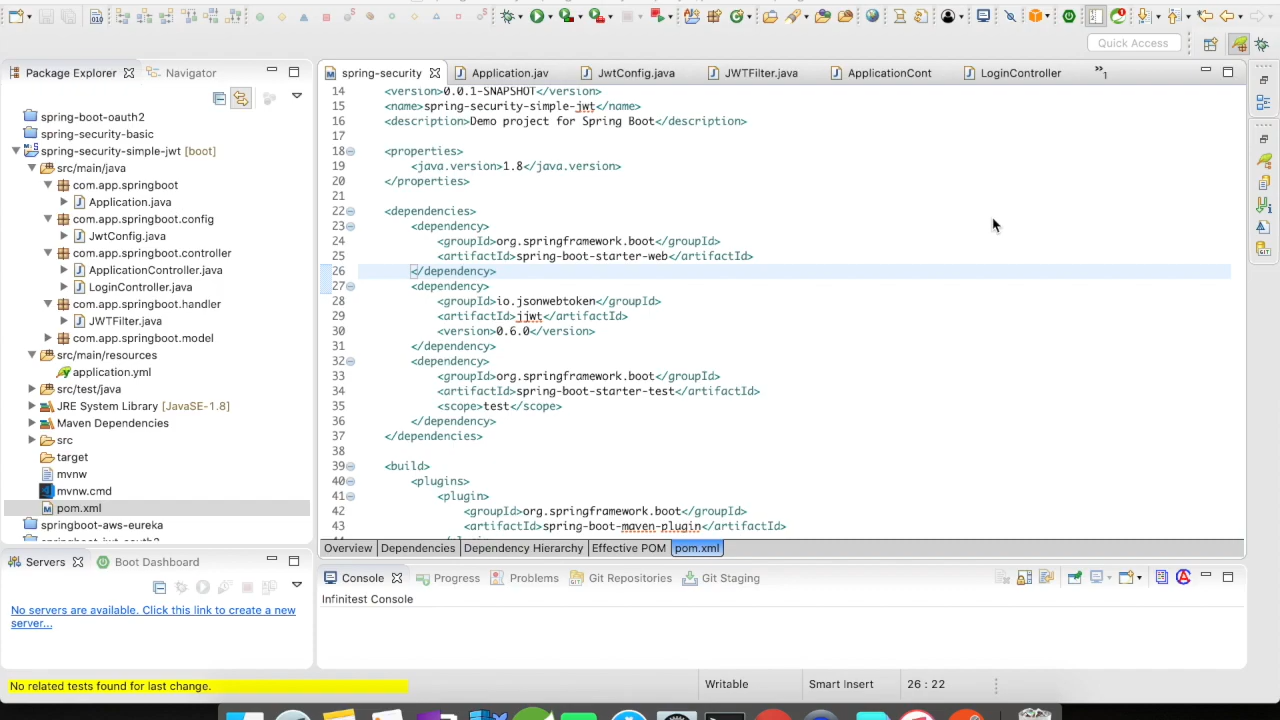 Quick Access
Package Explorer
Navigator
spring-boot-oauth2
spring-security-basic
spring-security-simple-jwt [boot]
src/main/java
com.app.springboot
Application.java
com.app.springboot.config
JwtConfig.java
com.app.springboot.controller
ApplicationController.java
LoginController.java
com.app.springboot.handler
JWTFilter.java
com.app.springboot.model
src/main/resources
application.yml
src/test/java
JRE System Library [JavaSE-1.8]
Maven Dependencies
src
target
mvnw
mvnw.cmd
pom.xml
springboot-aws-eureka
springboot-jwt-oauth2
spring-security Application.jav JwtConfig.java JWTFilter.java ApplicationCont LoginController »1
14 <version>0.0.1-SNAPSHOT</version>
15 <name>spring-security-simple-jwt</name>
16 <description>Demo project for Spring Boot</description>
17
18 <properties>
19 <java.version>1.8</java.version>
20 </properties>
21
22 <dependencies>
23 <dependency>
24 <groupId>org.springframework.boot</groupId>
25 <artifactId>spring-boot-starter-web</artifactId>
26 </dependency>
27 <dependency>
28 <groupId>io.jsonwebtoken</groupId>
29 <artifactId>jjwt</artifactId>
30 <version>0.6.0</version>
31 </dependency>
32 <dependency>
33 <groupId>org.springframework.boot</groupId>
34 <artifactId>spring-boot-starter-test</artifactId>
35 <scope>test</scope>
36 </dependency>
37 </dependencies>
38
39 <build>
40 <plugins>
41 <plugin>
42 <groupId>org.springframework.boot</groupId>
43 <artifactId>spring-boot-maven-plugin</artifactId>
Overview Dependencies Dependency Hierarchy Effective POM pom.xml
Servers Boot Dashboard
No servers are available. Click this link to create a new
server...
Console Progress Problems Git Repositories Git Staging
Infinitest Console
No related tests found for last change.
Writable Smart Insert 26 : 22